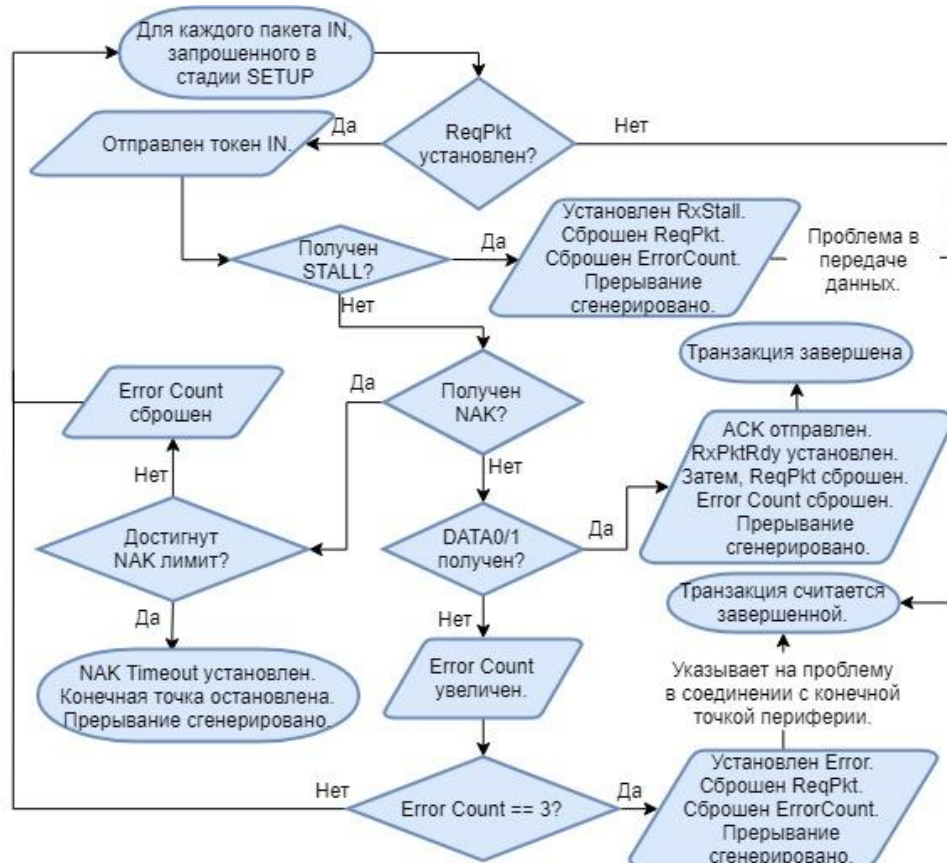 Для каждого пакета IN,
запрошенного в
стадии SETUP
Да
Нет
ReqPkt
установлен?
Отправлен токен IN.
Получен
STALL?
Да
Установлен RxStall.
Сброшен ReqPkt.
Сброшен ErrorCount.
Прерывание
сгенерировано.
Проблема в
передаче
данных.
Нет
Транзакция завершена
Error Count
сброшен
Да
Получен
NAK?
ACK отправлен.
RxPktRdy установлен.
Затем, ReqPkt сброшен.
Error Count сброшен.
Прерывание
сгенерировано.
Нет
Нет
Достигнут
NAK лимит?
DATA0/1
получен?
Да
Да
Нет
Транзакция считается
завершенной.
NAK Timeout установлен.
Конечная точка остановлена.
Прерывание сгенерировано.
Error Count
увеличен.
Указывает на проблему
в соединении с конечной
точкой периферии.
Нет
Error Count == 3?
Да
Установлен Error.
Сброшен ReqPkt.
Сброшен ErrorCount.
Прерывание
сгенерировано.